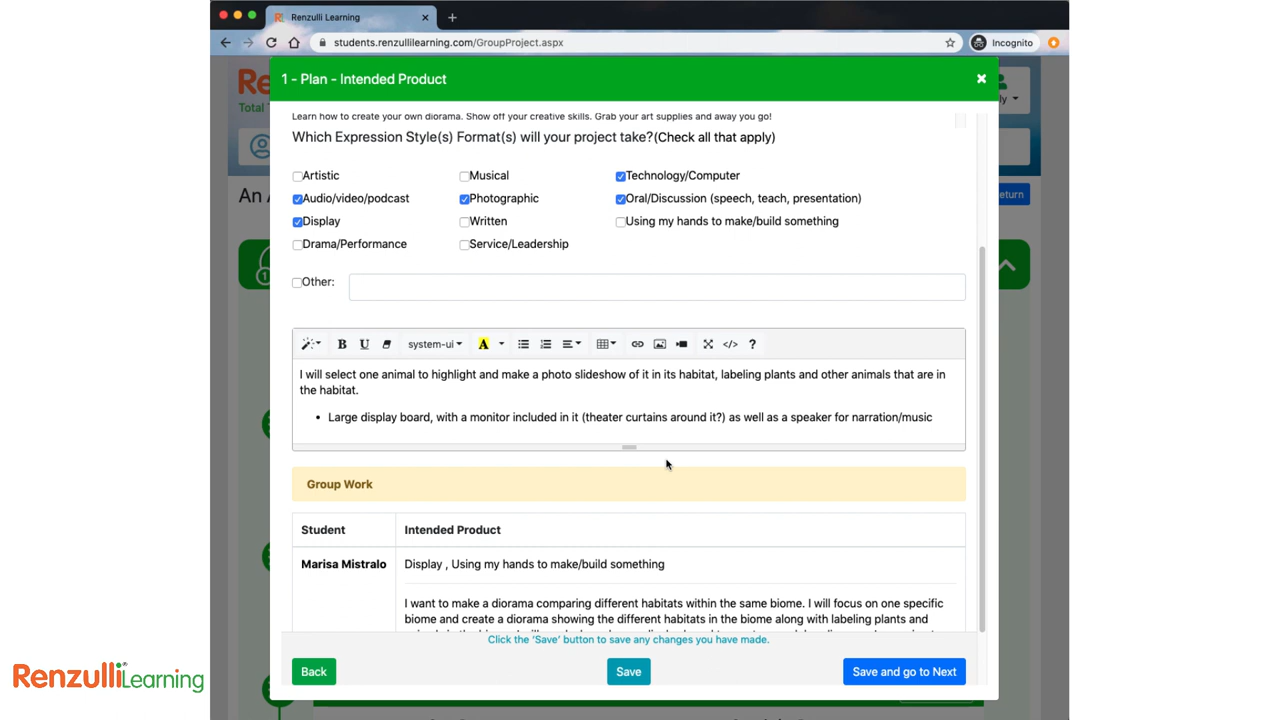 Renzulli Learning
students.renzullilearning.com/GroupProject.aspx
Incognito
Re
Total
ly
An A
turn
1 - Plan - Intended Product
Learn how to create your own diorama. Show off your creative skills. Grab your art supplies and away you go!
Which Expression Style(s) Format(s) will your project take?(Check all that apply)
Artistic Musical Technology/Computer
Audio/video/podcast Photographic Oral/Discussion (speech, teach, presentation)
Display Written Using my hands to make/build something
Drama/Performance Service/Leadership
Other:
B U system-ui A </> ?
I will select one animal to highlight and make a photo slideshow of it in its habitat, labeling plants and other animals that are in
the habitat.
• Large display board, with a monitor included in it (theater curtains around it?) as well as a speaker for narration/music
Group Work
Student Intended Product
Marisa Mistralo Display , Using my hands to make/build something
I want to make a diorama comparing different habitats within the same biome. I will focus on one specific
biome and create a diorama showing the different habitats in the biome along with labeling plants and
Click the 'Save' button to save any changes you have made.
Back Save Save and go to Next
RenzulliLearning